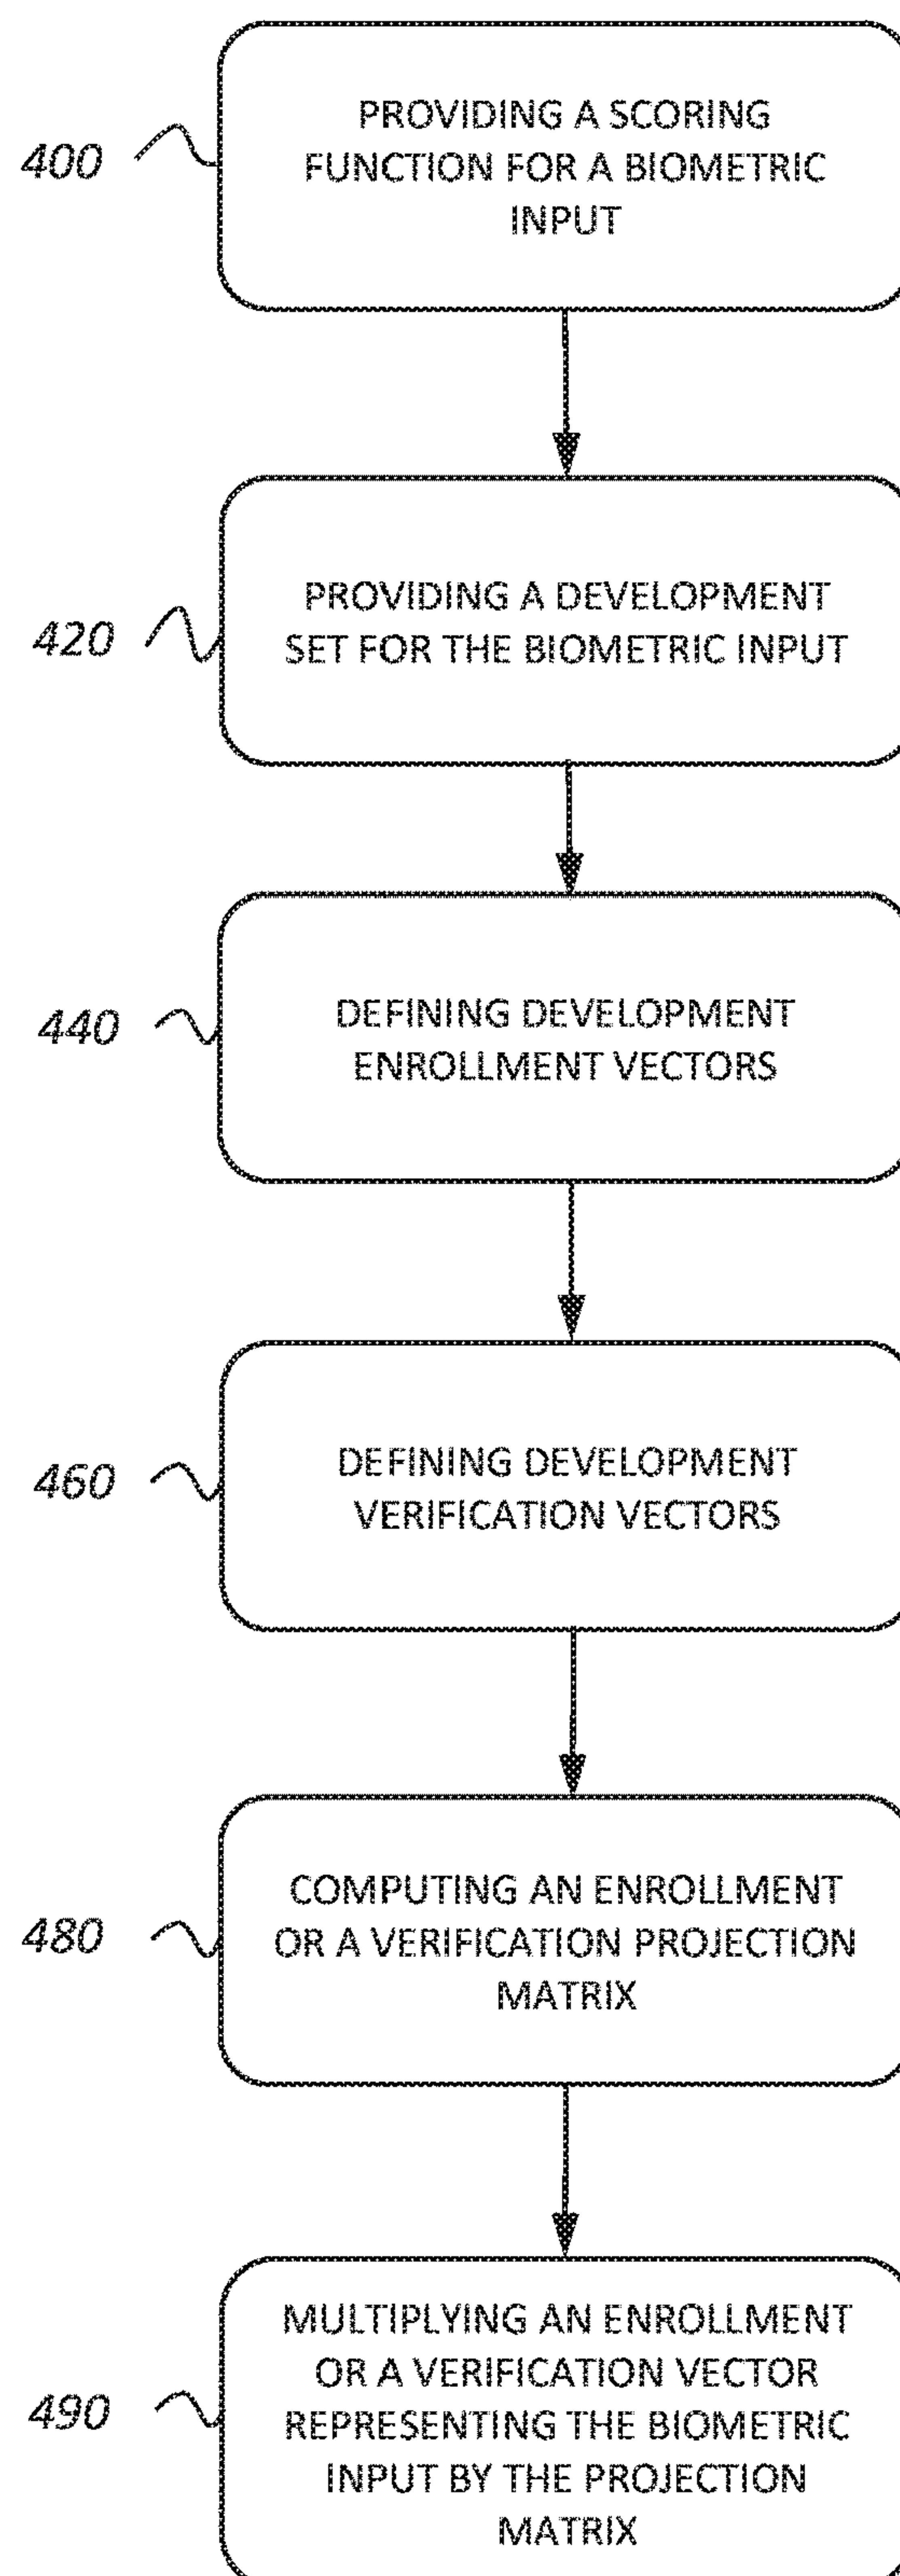 400
PROVIDING A SCORING
FUNCTION FOR A BIOMETRIC
INPUT
420
PROVIDING A DEVELOPMENT
SET FOR THE BIOMETRIC INPUT
440
DEFINING DEVELOPMENT
ENROLLMENT VECTORS
460
DEFINING DEVELOPMENT
VERIFICATION VECTORS
480
COMPUTING AN ENROLLMENT
OR A VERIFICATION PROJECTION
MATRIX
490
MULTIPLYING AN ENROLLMENT
OR A VERIFICATION VECTOR
REPRESENTING THE BIOMETRIC
INPUT BY THE PROJECTION
MATRIX